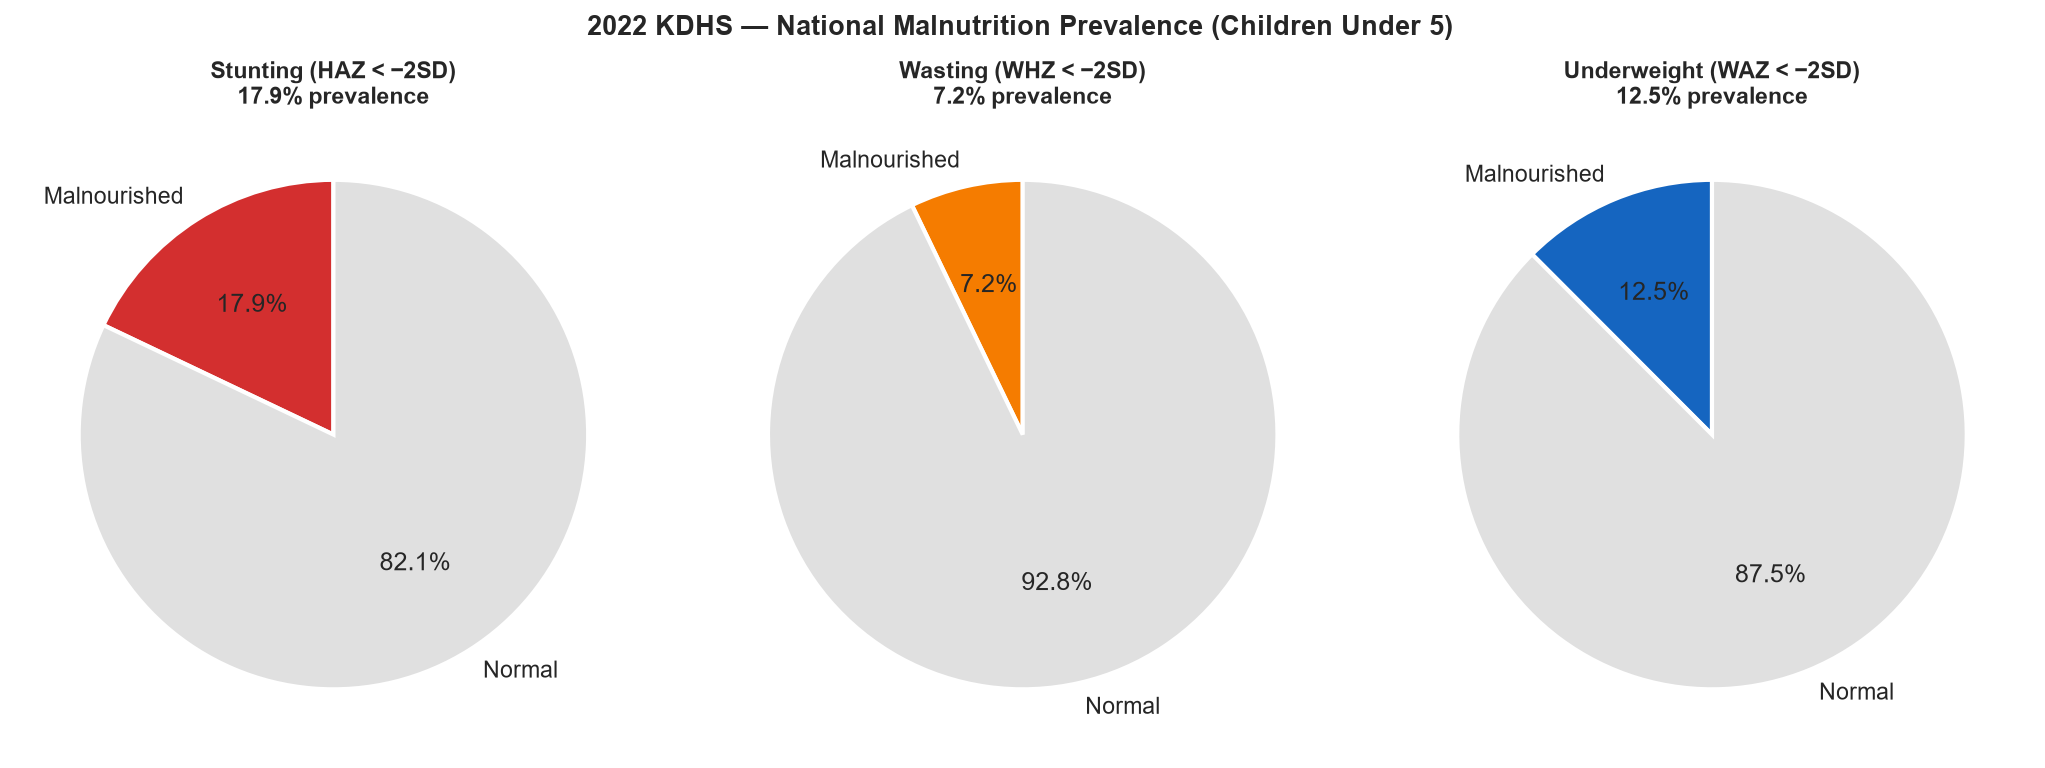 2022 KDHS — National Malnutrition Prevalence (Children Under 5)
Stunting (HAZ < −2SD)
17.9% prevalence
Malnourished
17.9%
82.1%
Normal
Wasting (WHZ < −2SD)
7.2% prevalence
Malnourished
7.2%
92.8%
Normal
Underweight (WAZ < −2SD)
12.5% prevalence
Malnourished
12.5%
87.5%
Normal